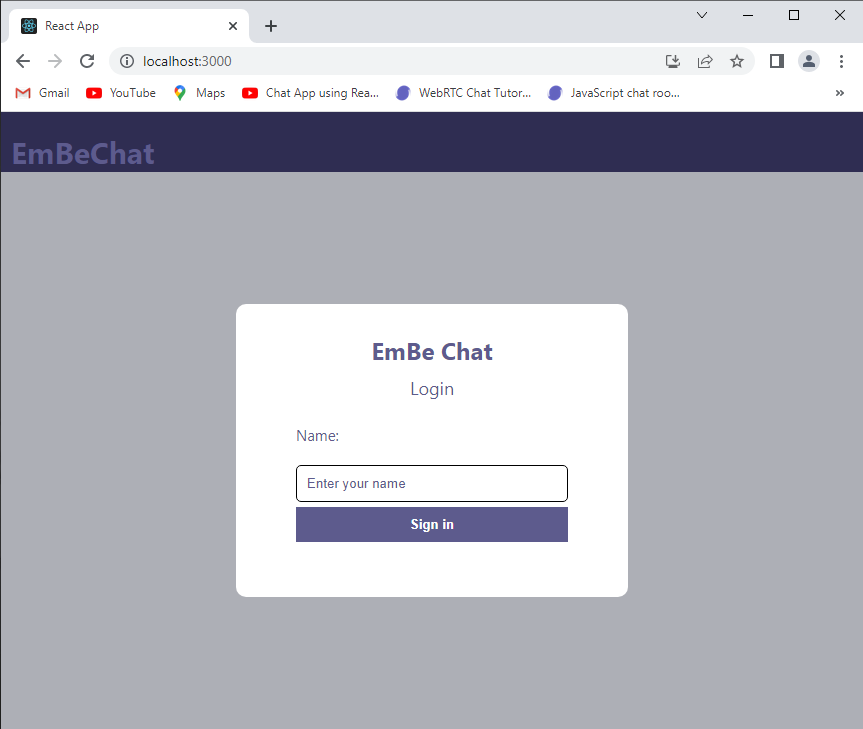 React App
localhost:3000
Gmail YouTube Maps Chat App using Rea... WebRTC Chat Tutor... JavaScript chat roo... »
EmBeChat
EmBe Chat
Login
Name:
Enter your name
Sign in